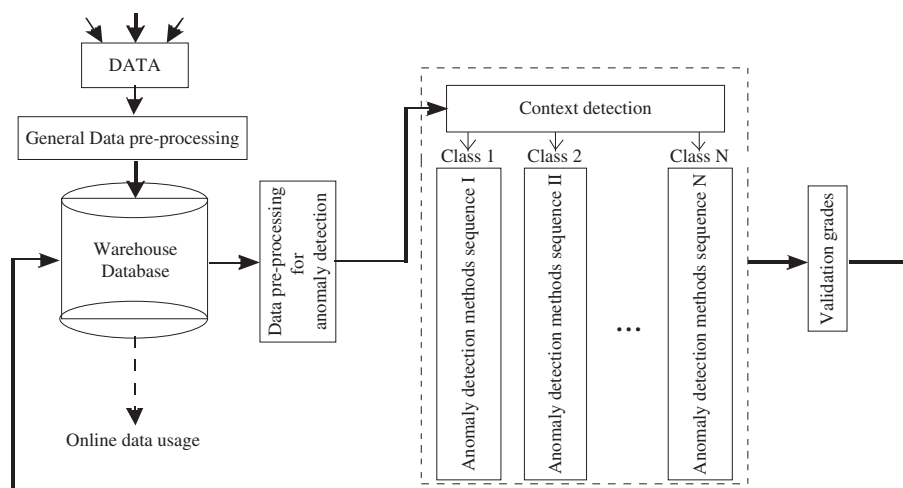 DATA
General Data pre-processing
Warehouse
Database
Online data usage
Data pre-processing
for
anomaly detection
Context detection
Class 1
Class 2
Class N
Anomaly detection methods sequence I
Anomaly detection methods sequence II
...
Anomaly detection methods sequence N
Validation grades